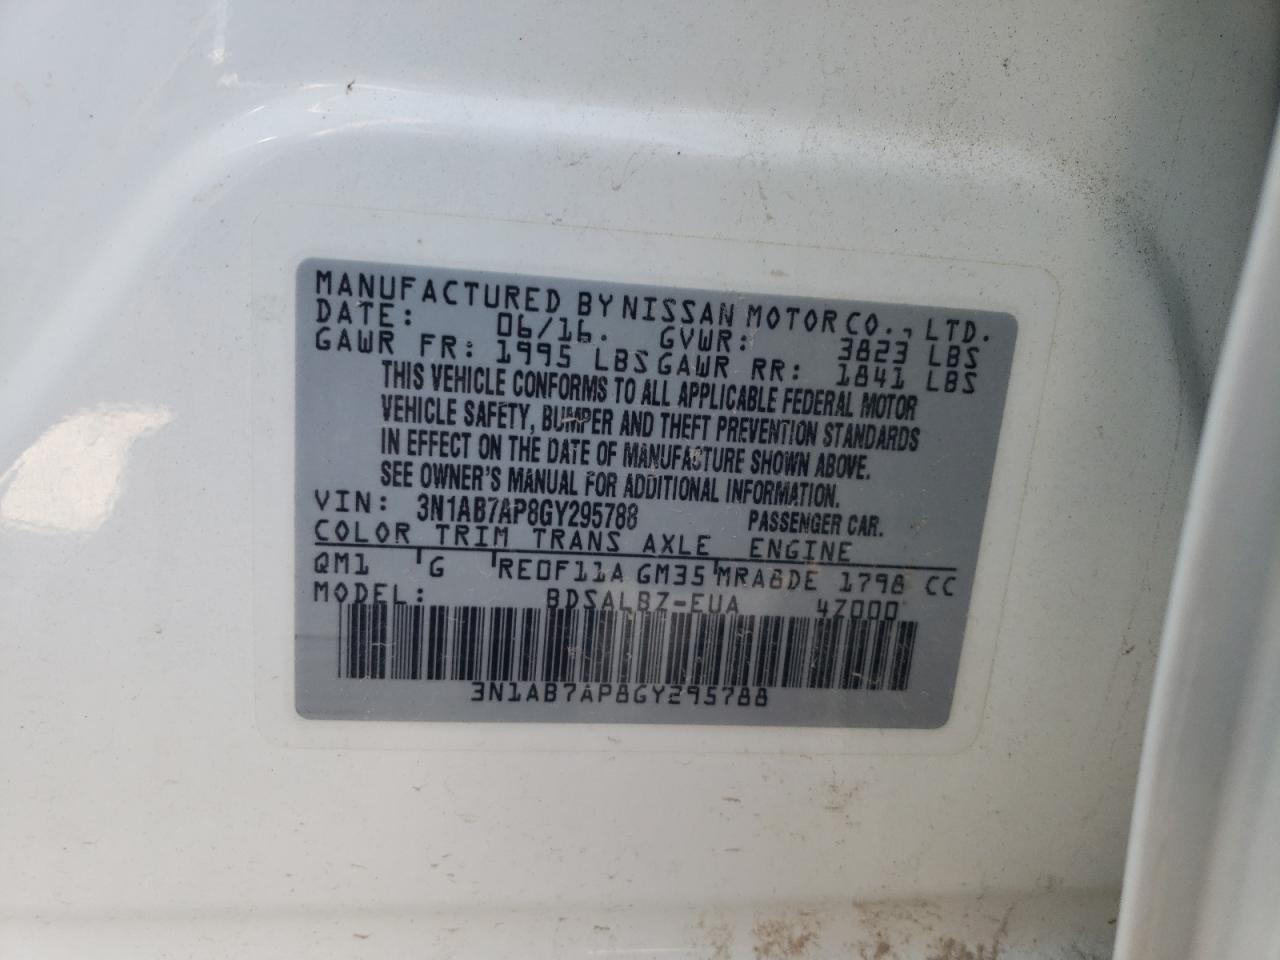 MANUFACTURED BY NISSAN MOTOR CO., LTD.
DATE: 06/16. GVWR: 3823 LBS
GAWR FR: 1995 LBS GAWR RR: 1841 LBS
THIS VEHICLE CONFORMS TO ALL APPLICABLE FEDERAL MOTOR
VEHICLE SAFETY, BUMPER AND THEFT PREVENTION STANDARDS
IN EFFECT ON THE DATE OF MANUFACTURE SHOWN ABOVE.
SEE OWNER'S MANUAL FOR ADDITIONAL INFORMATION.
VIN: 3N1AB7AP8GY295788 PASSENGER CAR.
COLOR TRIM TRANS AXLE ENGINE
QM1 G RE0F11A GM35 MRA8DE 1798 CC
MODEL: BDSALBZ-EUA 4Z000
3N1AB7AP8GY295788